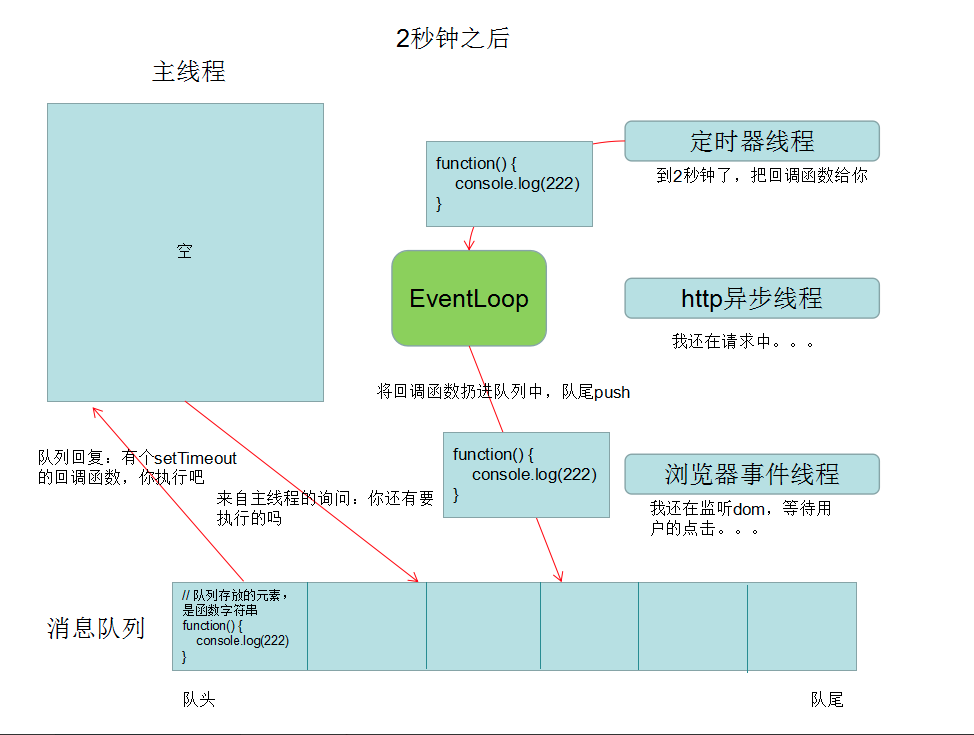 2秒钟之后
主线程
空
function() {
console.log(222)
}
定时器线程
到2秒钟了，把回调函数给你
EventLoop
http异步线程
我还在请求中。。。
将回调函数扔进队列中，队尾push
function() {
console.log(222)
}
浏览器事件线程
我还在监听dom，等待用
户的点击。。。
队列回复：有个setTimeout
的回调函数，你执行吧
来自主线程的询问：你还有要
执行的吗
消息队列
// 队列存放的元素，
是函数字符串
function() {
console.log(222)
}
队头
队尾